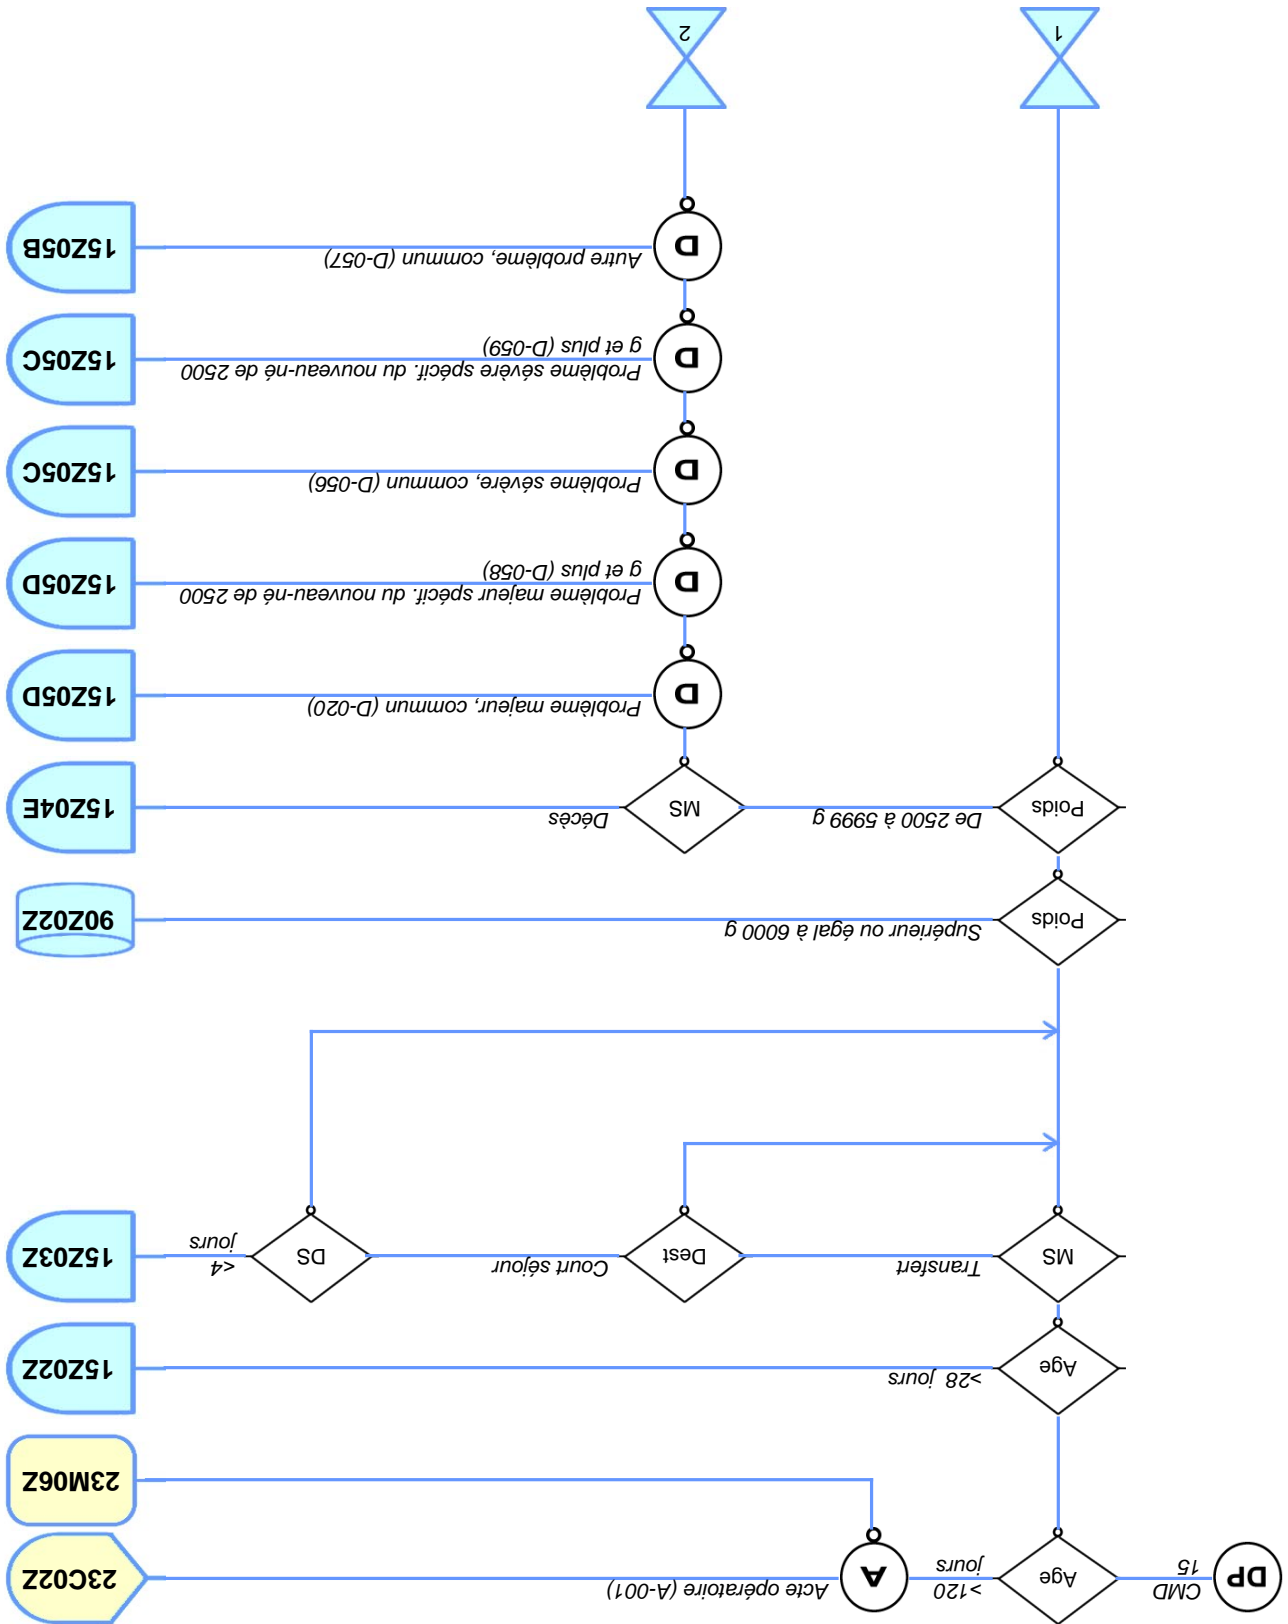 DP
CMD
15
Age
>120
jours
A
Acte opératoire (A-001)
23C02Z
23M06Z
Age
>28 jours
15Z02Z
MS
Transfert
Dest
Court séjour
DS
<4
jours
15Z03Z
Poids
Supérieur ou égal à 6000 g
90Z02Z
Poids
De 2500 à 5999 g
MS
Décès
15Z04E
D
Problème majeur, commun (D-020)
15Z05D
D
Problème majeur spécif. du nouveau-né de 2500
g et plus (D-058)
15Z05D
D
Problème sévère, commun (D-056)
15Z05C
D
Problème sévère spécif. du nouveau-né de 2500
g et plus (D-059)
15Z05C
D
Autre problème, commun (D-057)
15Z05B
1
2